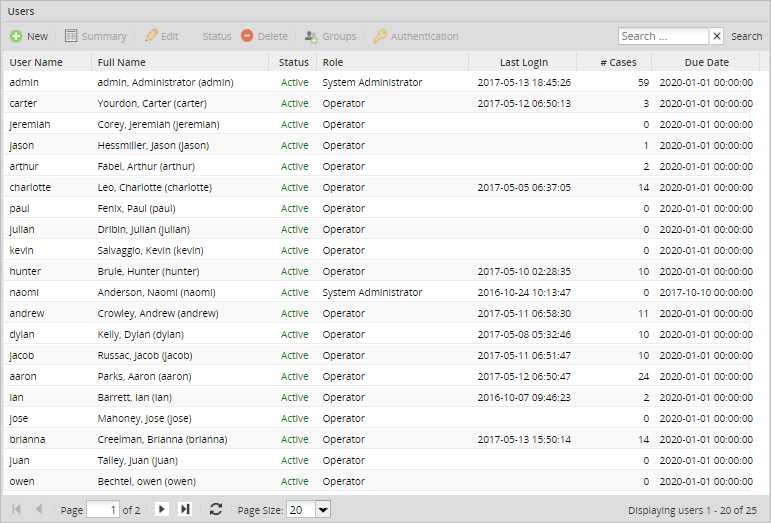 Users
New Summary Edit Status Delete Groups Authentication Search ... Search
User Name Full Name Status Role Last Login # Cases Due Date
admin admin, Administrator (admin) Active System Administrator 2017-05-13 18:45:26 59 2020-01-01 00:00:00
carter Yourdon, Carter (carter) Active Operator 2017-05-12 06:50:13 3 2020-01-01 00:00:00
jeremiah Corey, Jeremiah (jeremiah) Active Operator 0 2020-01-01 00:00:00
jason Hessmiller, Jason (jason) Active Operator 1 2020-01-01 00:00:00
arthur Fabel, Arthur (arthur) Active Operator 2 2020-01-01 00:00:00
charlotte Leo, Charlotte (charlotte) Active Operator 2017-05-05 06:37:05 14 2020-01-01 00:00:00
paul Fenix, Paul (paul) Active Operator 0 2020-01-01 00:00:00
julian Dribin, Julian (julian) Active Operator 0 2020-01-01 00:00:00
kevin Salvaggio, Kevin (kevin) Active Operator 0 2020-01-01 00:00:00
hunter Brule, Hunter (hunter) Active Operator 2017-05-10 02:28:35 10 2020-01-01 00:00:00
naomi Anderson, Naomi (naomi) Active System Administrator 2016-10-24 10:13:47 0 2017-10-10 00:00:00
andrew Crowley, Andrew (andrew) Active Operator 2017-05-11 06:58:30 11 2020-01-01 00:00:00
dylan Kelly, Dylan (dylan) Active Operator 2017-05-08 05:32:46 10 2020-01-01 00:00:00
jacob Russac, Jacob (jacob) Active Operator 2017-05-11 06:51:47 10 2020-01-01 00:00:00
aaron Parks, Aaron (aaron) Active Operator 2017-05-12 06:50:47 24 2020-01-01 00:00:00
ian Barrett, Ian (ian) Active Operator 2016-10-07 09:46:23 2 2020-01-01 00:00:00
jose Mahoney, Jose (jose) Active Operator 0 2020-01-01 00:00:00
brianna Creelman, Brianna (brianna) Active Operator 2017-05-13 15:50:14 14 2020-01-01 00:00:00
juan Talley, Juan (juan) Active Operator 0 2020-01-01 00:00:00
owen Bechtel, owen (owen) Active Operator 0 2020-01-01 00:00:00
Page 1 of 2 Page Size: 20 Displaying users 1 - 20 of 25